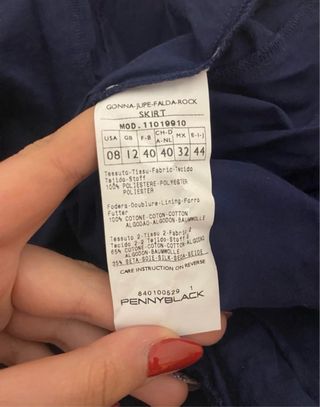 GONNA-JUPE-FALDA-ROCK
SKIRT
MOD. 11019910
USA GB F-B CH-D A-NL MX E-I-J
08 12 40 40 32 44
Tessuto-Tissu-Fabric-Tecido
Tejido-Stoff
100% POLIESTERE-POLYESTER
Fodera-Doublure-Lining-Forro
Futter
100% COTONE-COTON-COTTON
ALGODAO-ALGODON-BAUMWOLLE
Tessuto 2-Tissu 2-Fabric 2
Tecido 2-Tejido 2-Stoff 2
65% COTONE-COTON-COTTON-ALGODAO
ALGODON-BAUMWOLLE
35% SETA-SOIE-SILK-SEDA-SEIDE
CARE INSTRUCTION ON REVERSE
840100529 1
PENNYBLACK